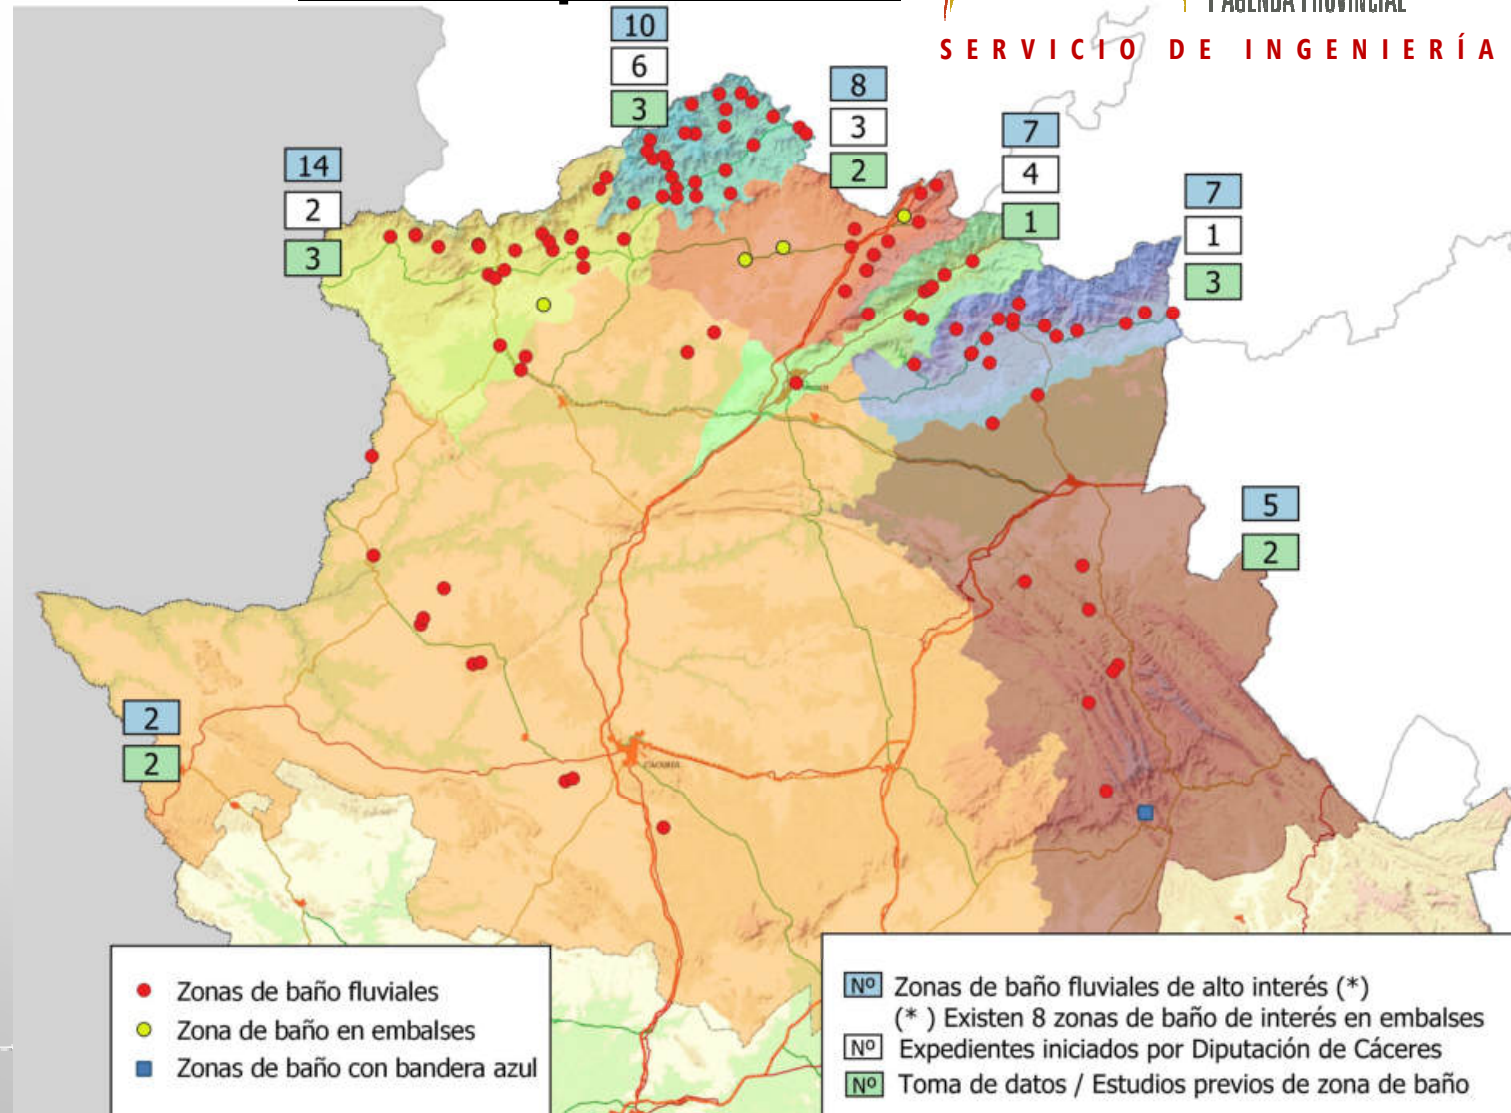 Y AGENDA PROVINCIAL
SERVICIO DE INGENIERÍA
10
6
3
8
3
2
7
4
1
14
2
3
7
1
3
5
2
2
2
CÁCERES
Zonas de baño fluviales
Zona de baño en embalses
Zonas de baño con bandera azul
Nº Zonas de baño fluviales de alto interés (*)
(* ) Existen 8 zonas de baño de interés en embalses
Nº Expedientes iniciados por Diputación de Cáceres
Nº Toma de datos / Estudios previos de zona de baño